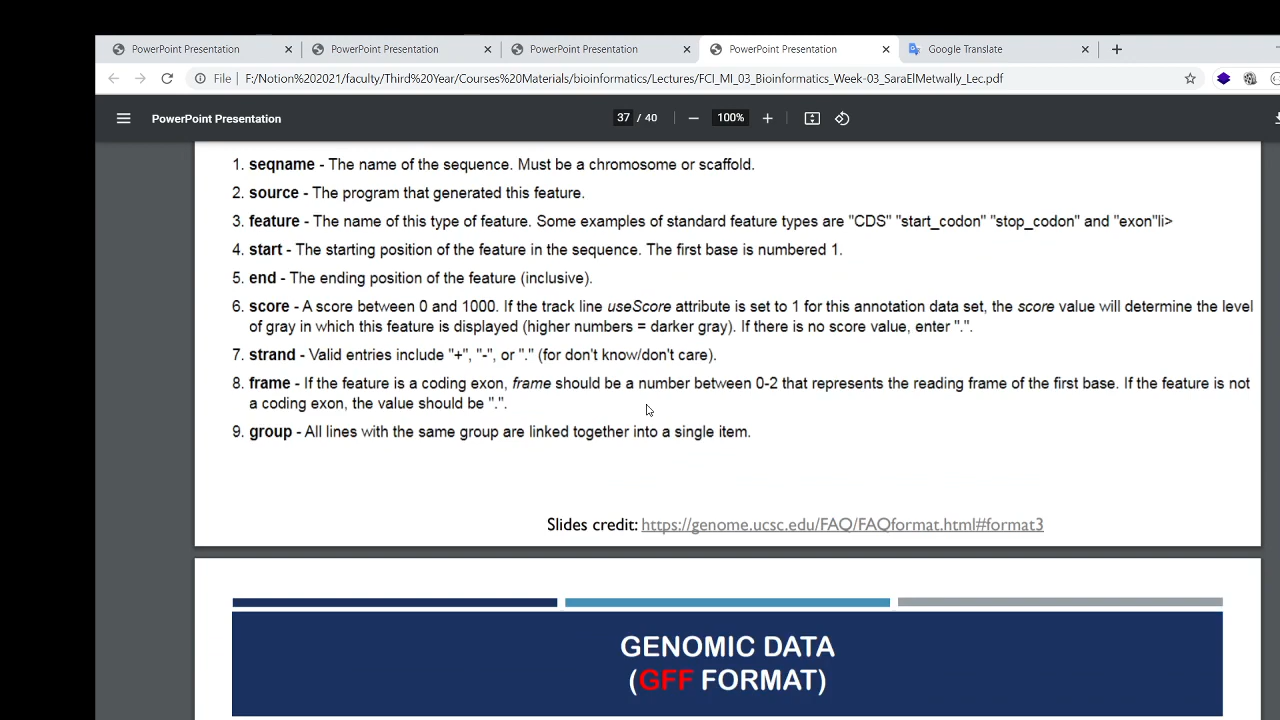 PowerPoint Presentation
PowerPoint Presentation
PowerPoint Presentation
PowerPoint Presentation
Google Translate
File
F:/Notion%202021/faculty/Third%20Year/Courses%20Materials/bioinformatics/Lectures/FCI_MI_03_Bioinformatics_Week-03_SaraElMetwally_Lec.pdf
PowerPoint Presentation
37 / 40
100%
1. seqname - The name of the sequence. Must be a chromosome or scaffold.
2. source - The program that generated this feature.
3. feature - The name of this type of feature. Some examples of standard feature types are "CDS" "start_codon" "stop_codon" and "exon"li>
4. start - The starting position of the feature in the sequence. The first base is numbered 1.
5. end - The ending position of the feature (inclusive).
6. score - A score between 0 and 1000. If the track line useScore attribute is set to 1 for this annotation data set, the score value will determine the level
of gray in which this feature is displayed (higher numbers = darker gray). If there is no score value, enter ".".
7. strand - Valid entries include "+", "-", or "." (for don't know/don't care).
8. frame - If the feature is a coding exon, frame should be a number between 0-2 that represents the reading frame of the first base. If the feature is not
a coding exon, the value should be ".".
9. group - All lines with the same group are linked together into a single item.
Slides credit: https://genome.ucsc.edu/FAQ/FAQformat.html#format3
GENOMIC DATA
(GFF FORMAT)